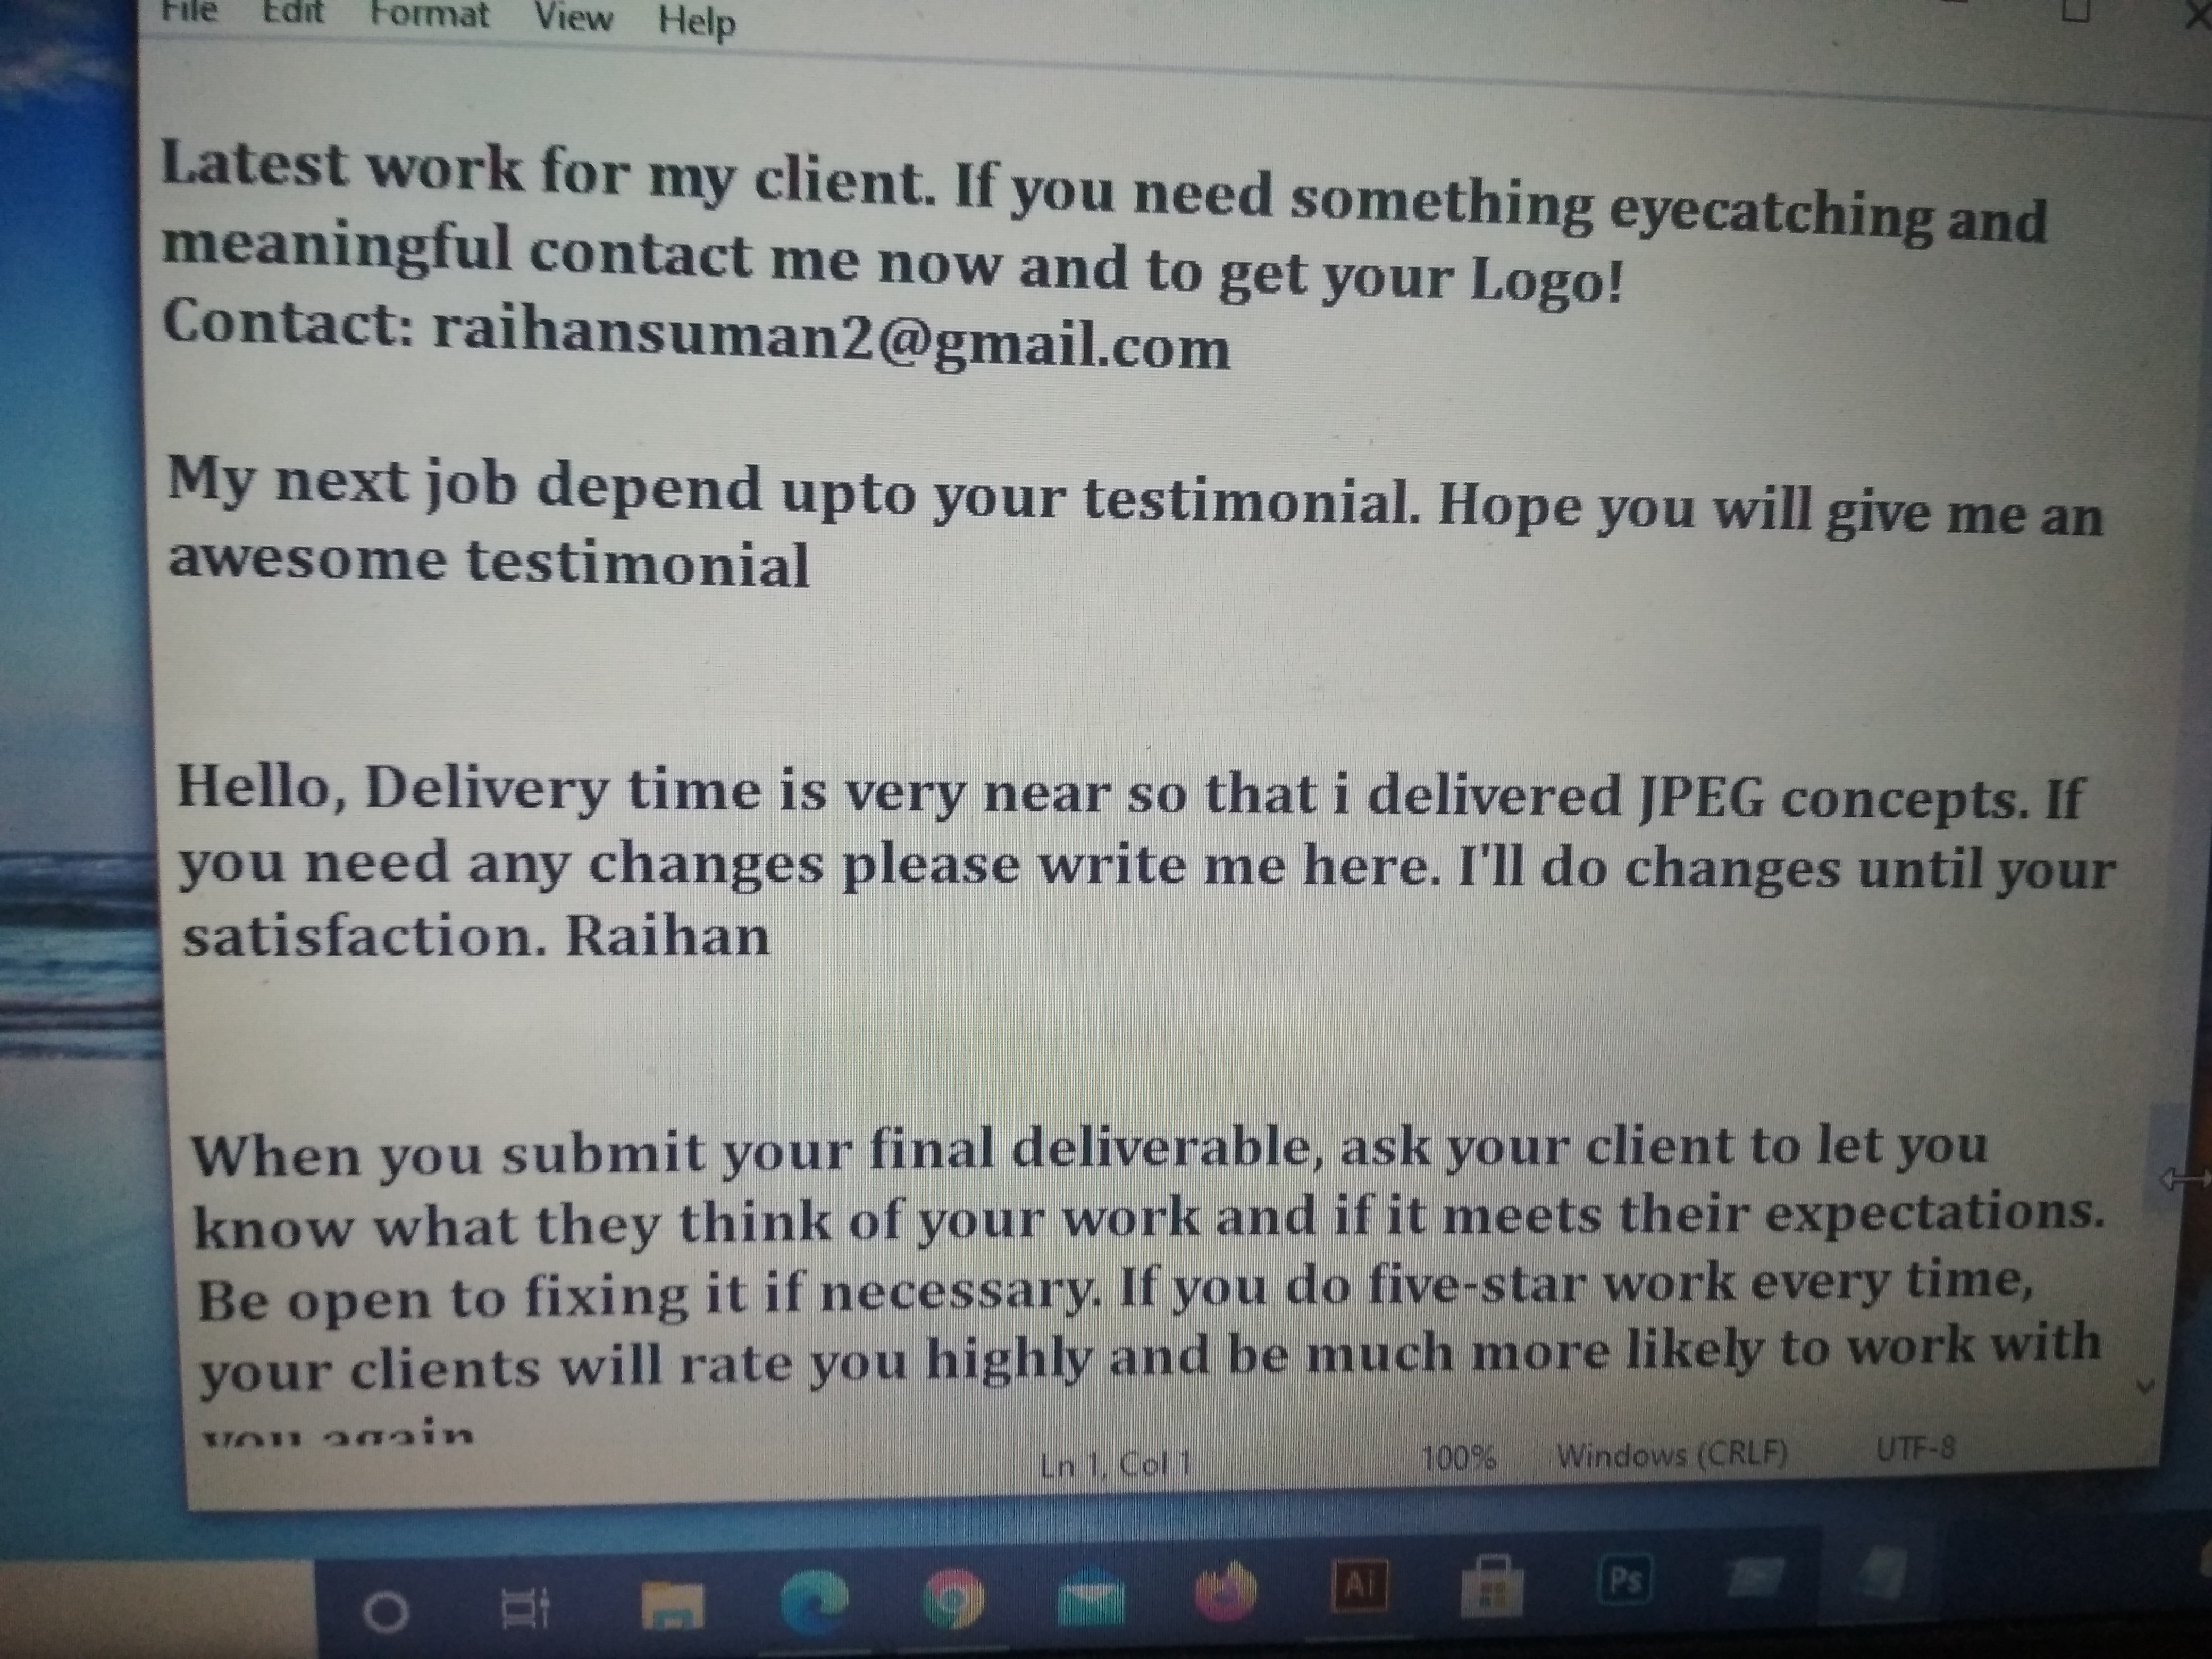 File Edit Format View Help
Latest work for my client. If you need something eyecatching and
meaningful contact me now and to get your Logo!
Contact: raihansuman2@gmail.com
My next job depend upto your testimonial. Hope you will give me an
awesome testimonial
Hello, Delivery time is very near so that i delivered JPEG concepts. If
you need any changes please write me here. I'll do changes until your
satisfaction. Raihan
When you submit your final deliverable, ask your client to let you
know what they think of your work and if it meets their expectations.
Be open to fixing it if necessary. If you do five-star work every time,
your clients will rate you highly and be much more likely to work with
you again
Ln 1, Col 1 100% Windows (CRLF) UTF-8
Ai Ps